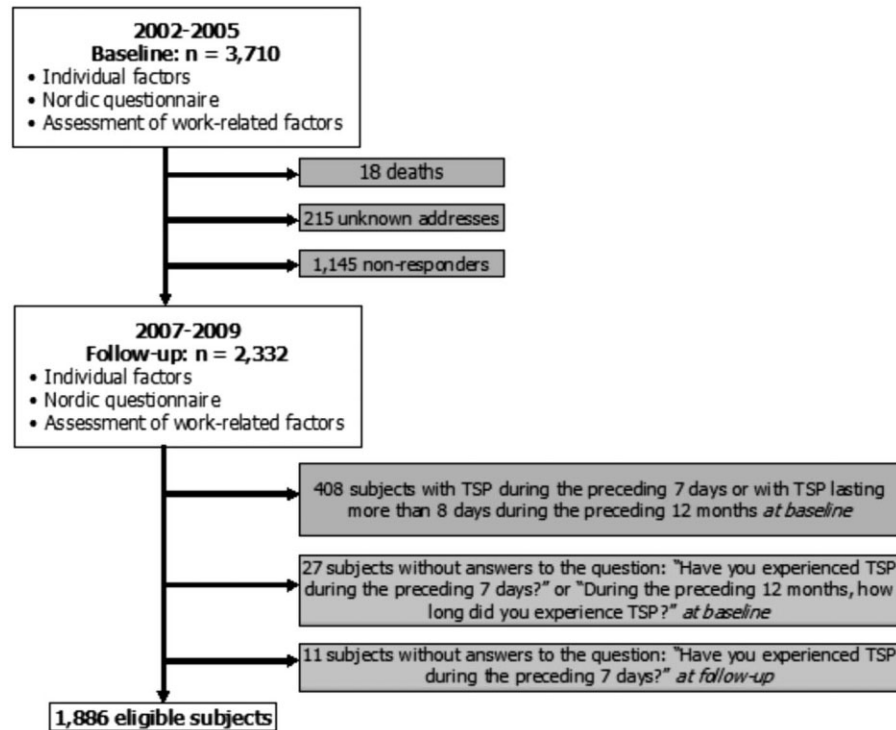 2002-2005
Baseline: n = 3,710
• Individual factors
• Nordic questionnaire
• Assessment of work-related factors
18 deaths
215 unknown addresses
1,145 non-responders
2007-2009
Follow-up: n = 2,332
• Individual factors
• Nordic questionnaire
• Assessment of work-related factors
408 subjects with TSP during the preceding 7 days or with TSP lasting
more than 8 days during the preceding 12 months at baseline
27 subjects without answers to the question: “Have you experienced TSP
during the preceding 7 days?” or “During the preceding 12 months, how
long did you experience TSP?” at baseline
11 subjects without answers to the question: “Have you experienced TSP
during the preceding 7 days?” at follow-up
1,886 eligible subjects